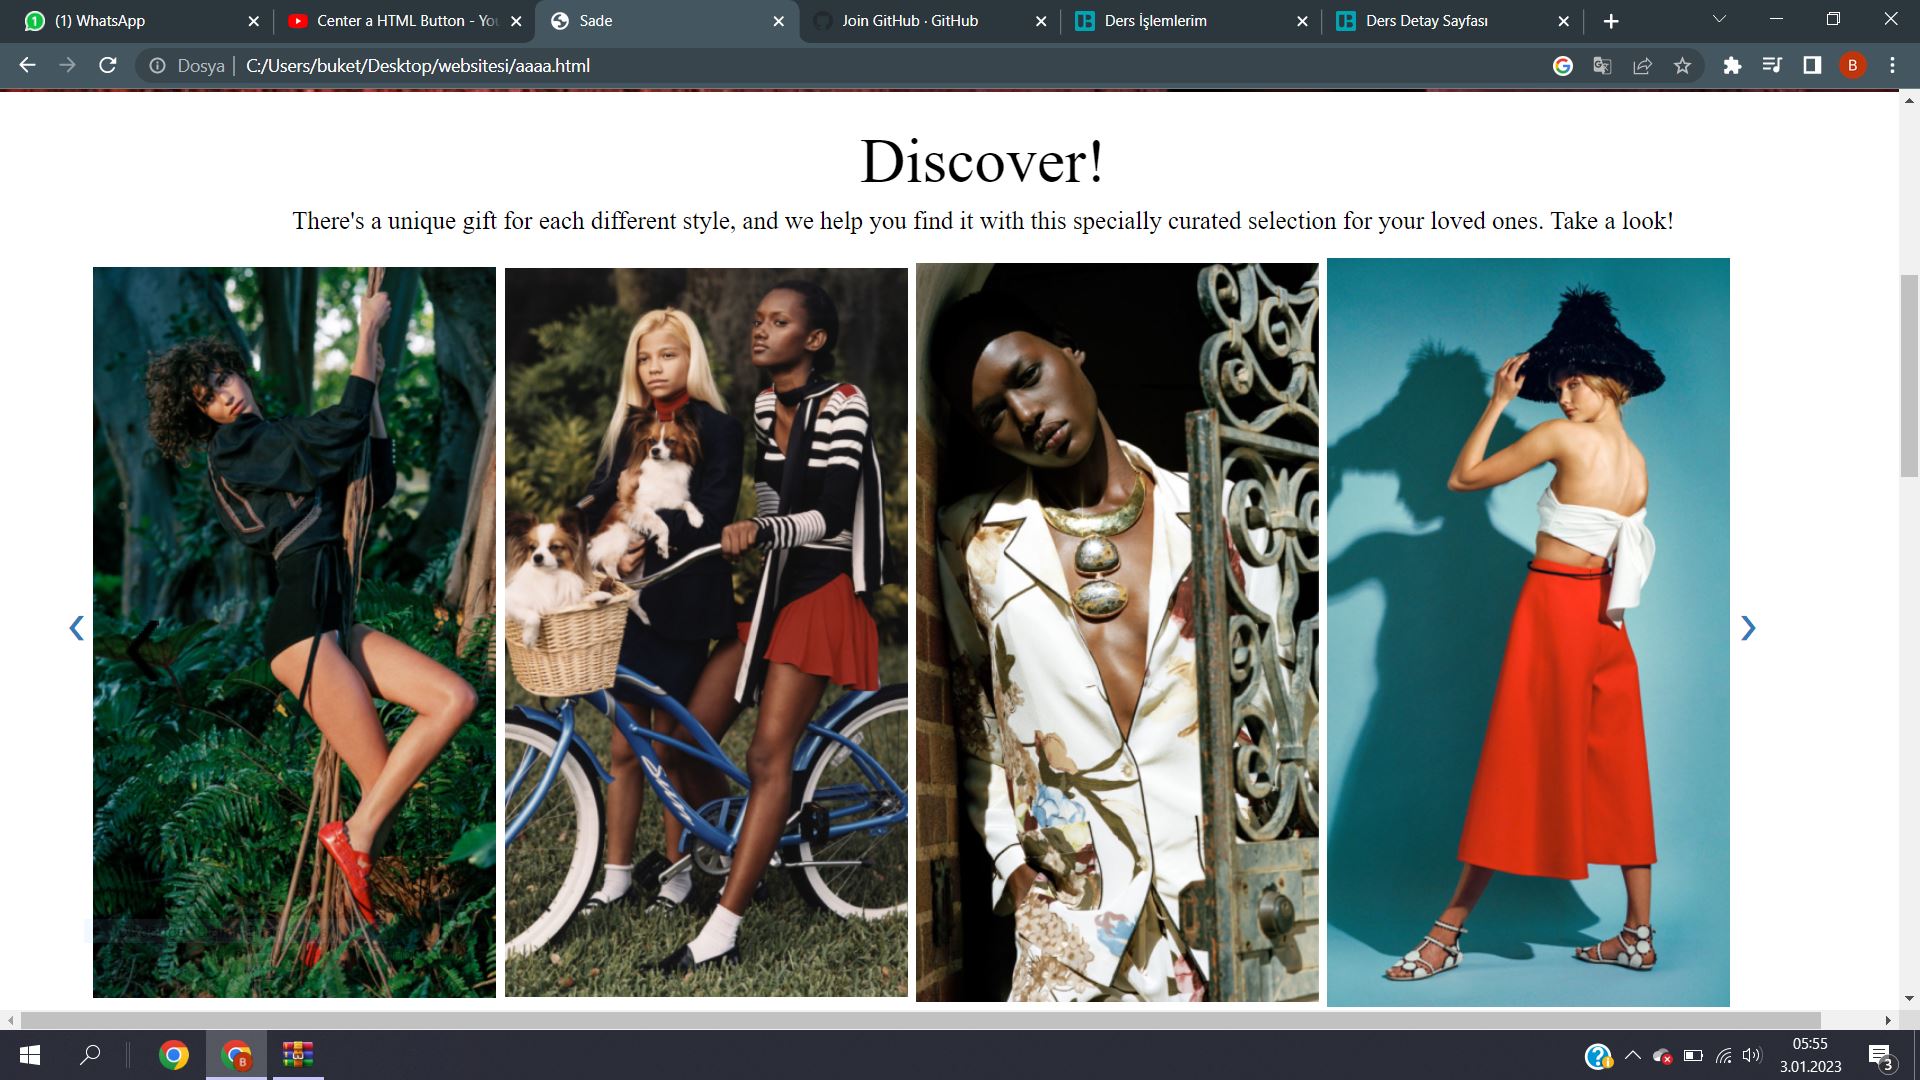 (1) WhatsApp
Center a HTML Button - You
Sade
Join GitHub · GitHub
Ders İşlemlerim
Ders Detay Sayfası
Dosya | C:/Users/buket/Desktop/websitesi/aaaa.html
B
Discover!
There's a unique gift for each different style, and we help you find it with this specially curated selection for your loved ones. Take a look!
05:55
3.01.2023
3